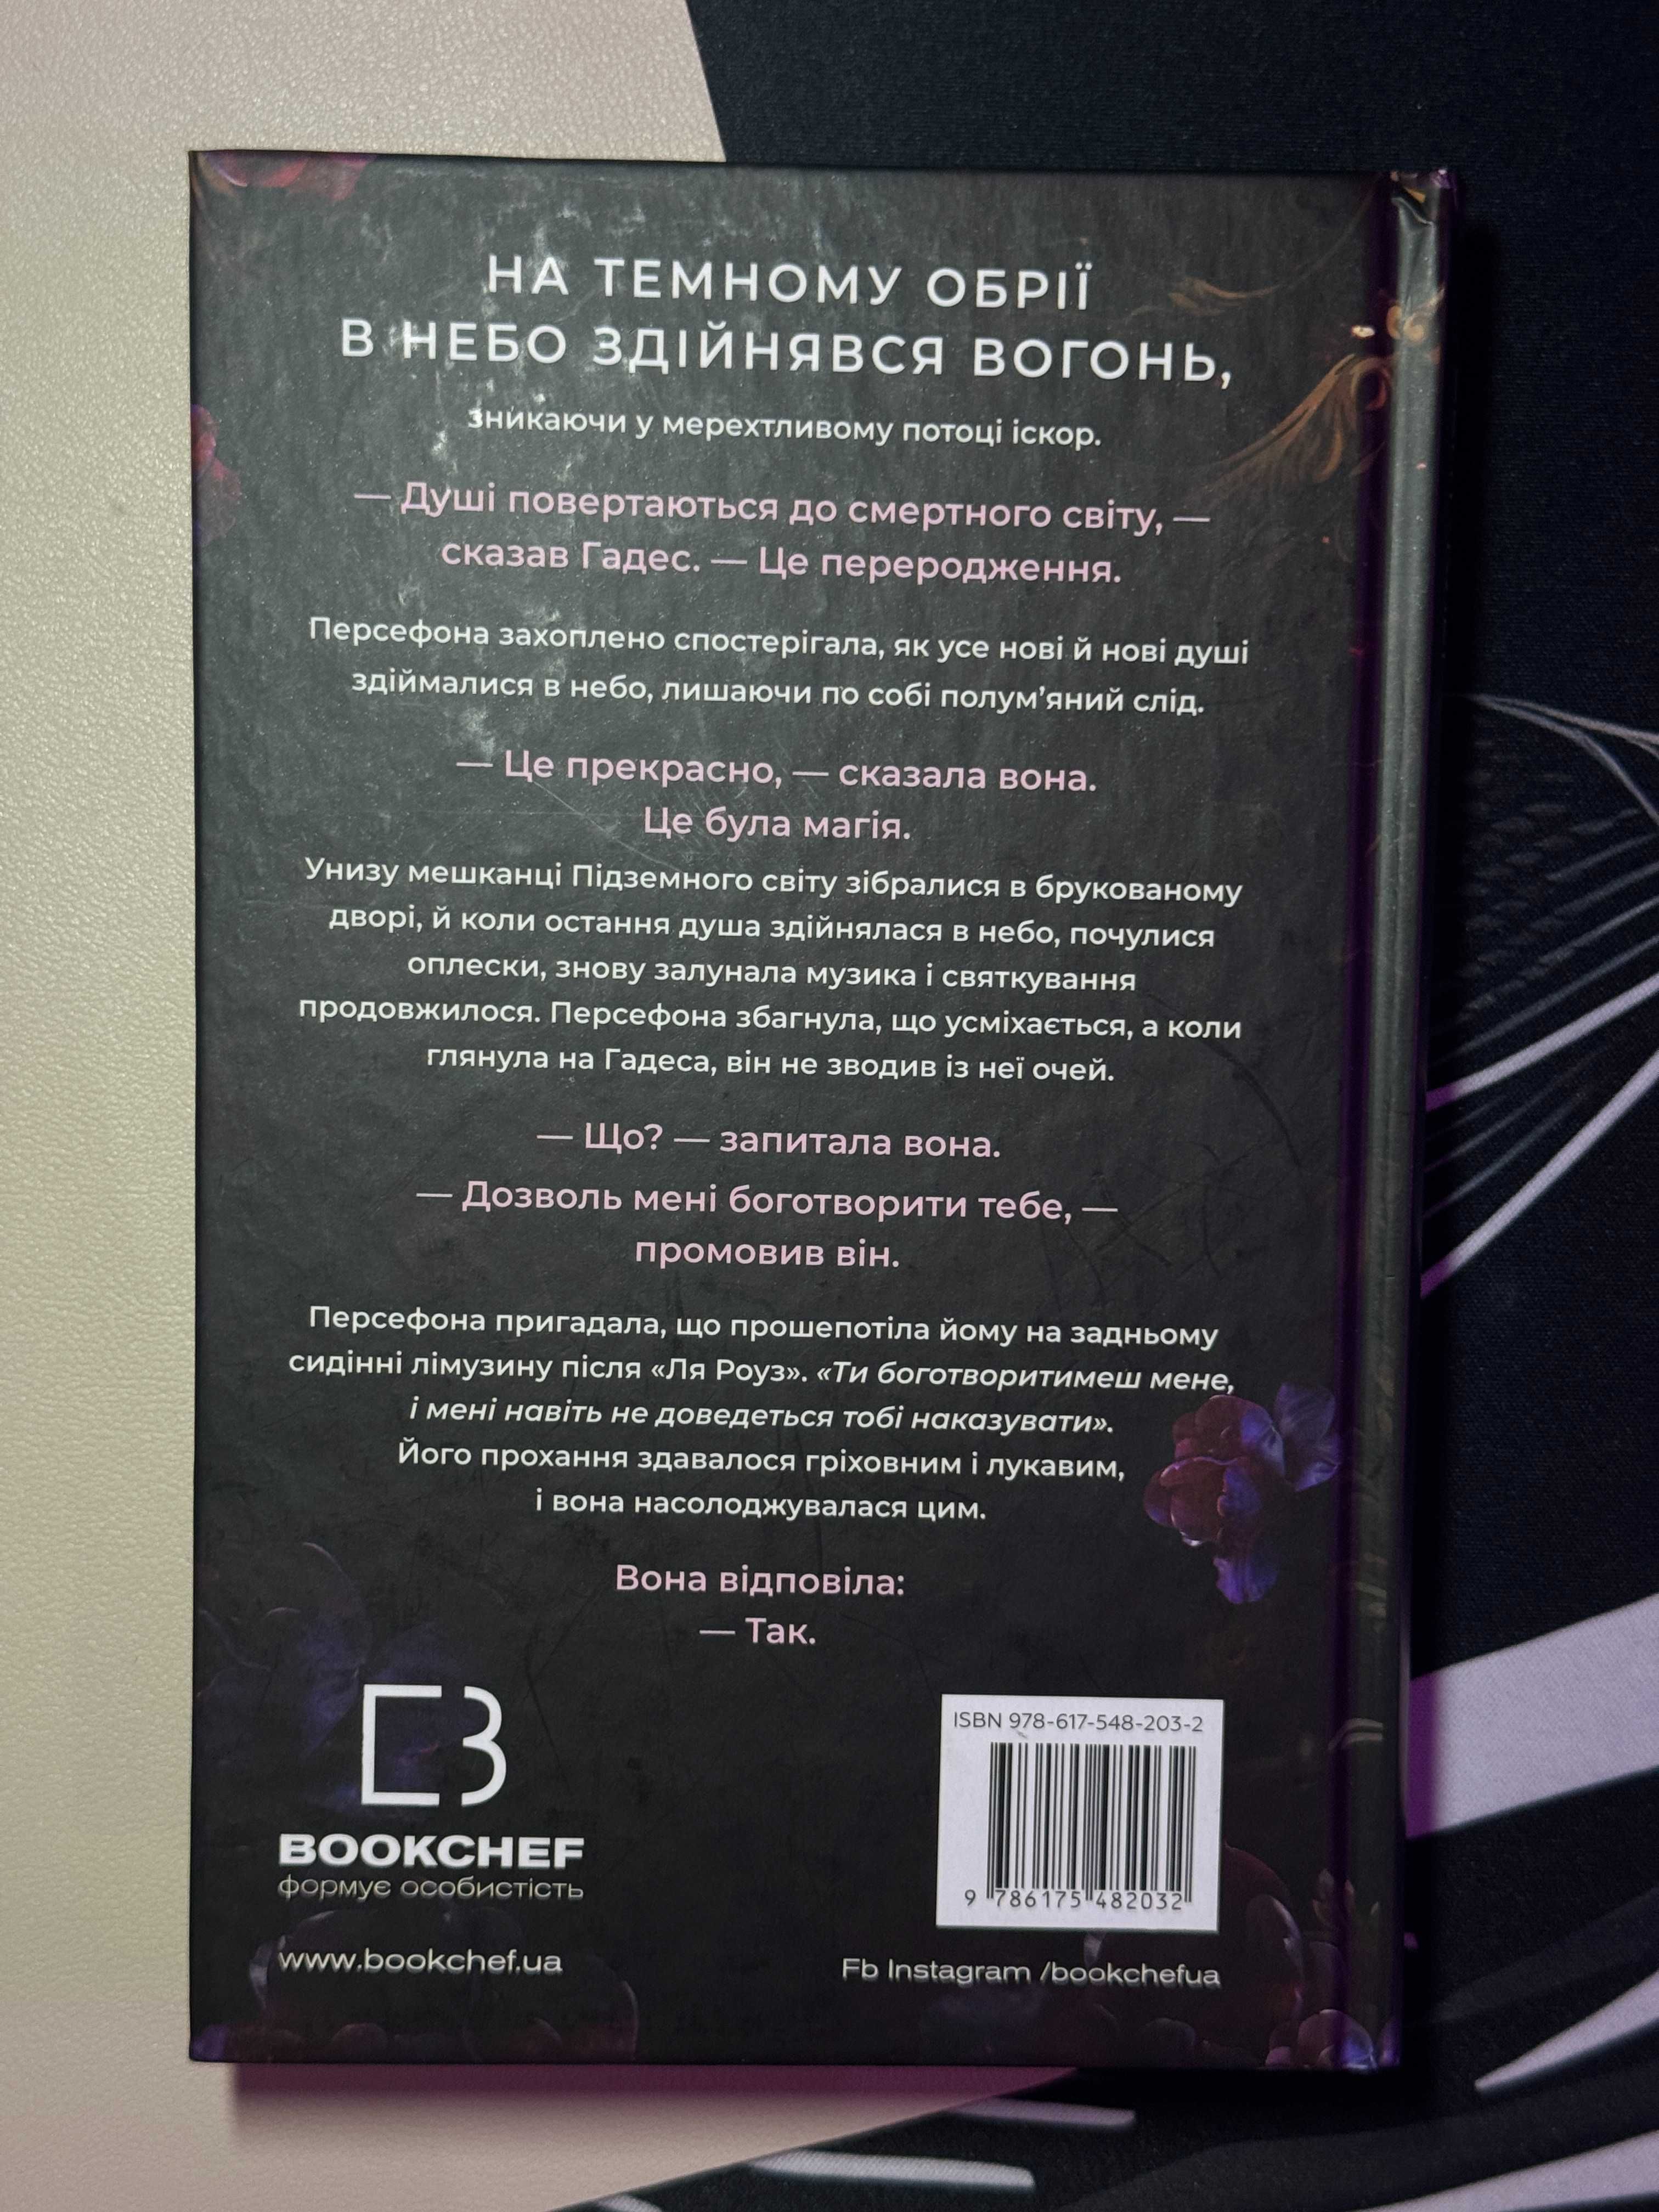 НА ТЕМНОМУ ОБРІЇ
В НЕБО ЗДІЙНЯВСЯ ВОГОНЬ,
зникаючи у мерехтливому потоці іскор.
— Душі повертаються до смертного світу, —
сказав Гадес. — Це переродження.
Персефона захоплено спостерігала, як усе нові й нові душі
здіймалися в небо, лишаючи по собі полум’яний слід.
— Це прекрасно, — сказала вона.
Це була магія.
Унизу мешканці Підземного світу зібралися в брукованому
дворі, й коли остання душа здійнялася в небо, почулися
оплески, знову залунала музика і святкування
продовжилося. Персефона збагнула, що усміхається, а коли
глянула на Гадеса, він не зводив із неї очей.
— Що? — запитала вона.
— Дозволь мені боготворити тебе, —
промовив він.
Персефона пригадала, що прошепотіла йому на задньому
сидінні лімузину після «Ля Роуз». «Ти боготворитимеш мене,
і мені навіть не доведеться тобі наказувати».
Його прохання здавалося гріховним і лукавим,
і вона насолоджувалася цим.
Вона відповіла:
— Так.
BOOKCHEF
формує особистість
www.bookchef.ua
ISBN 978-617-548-203-2
9 786175 482032
Fb Instagram /bookchefua